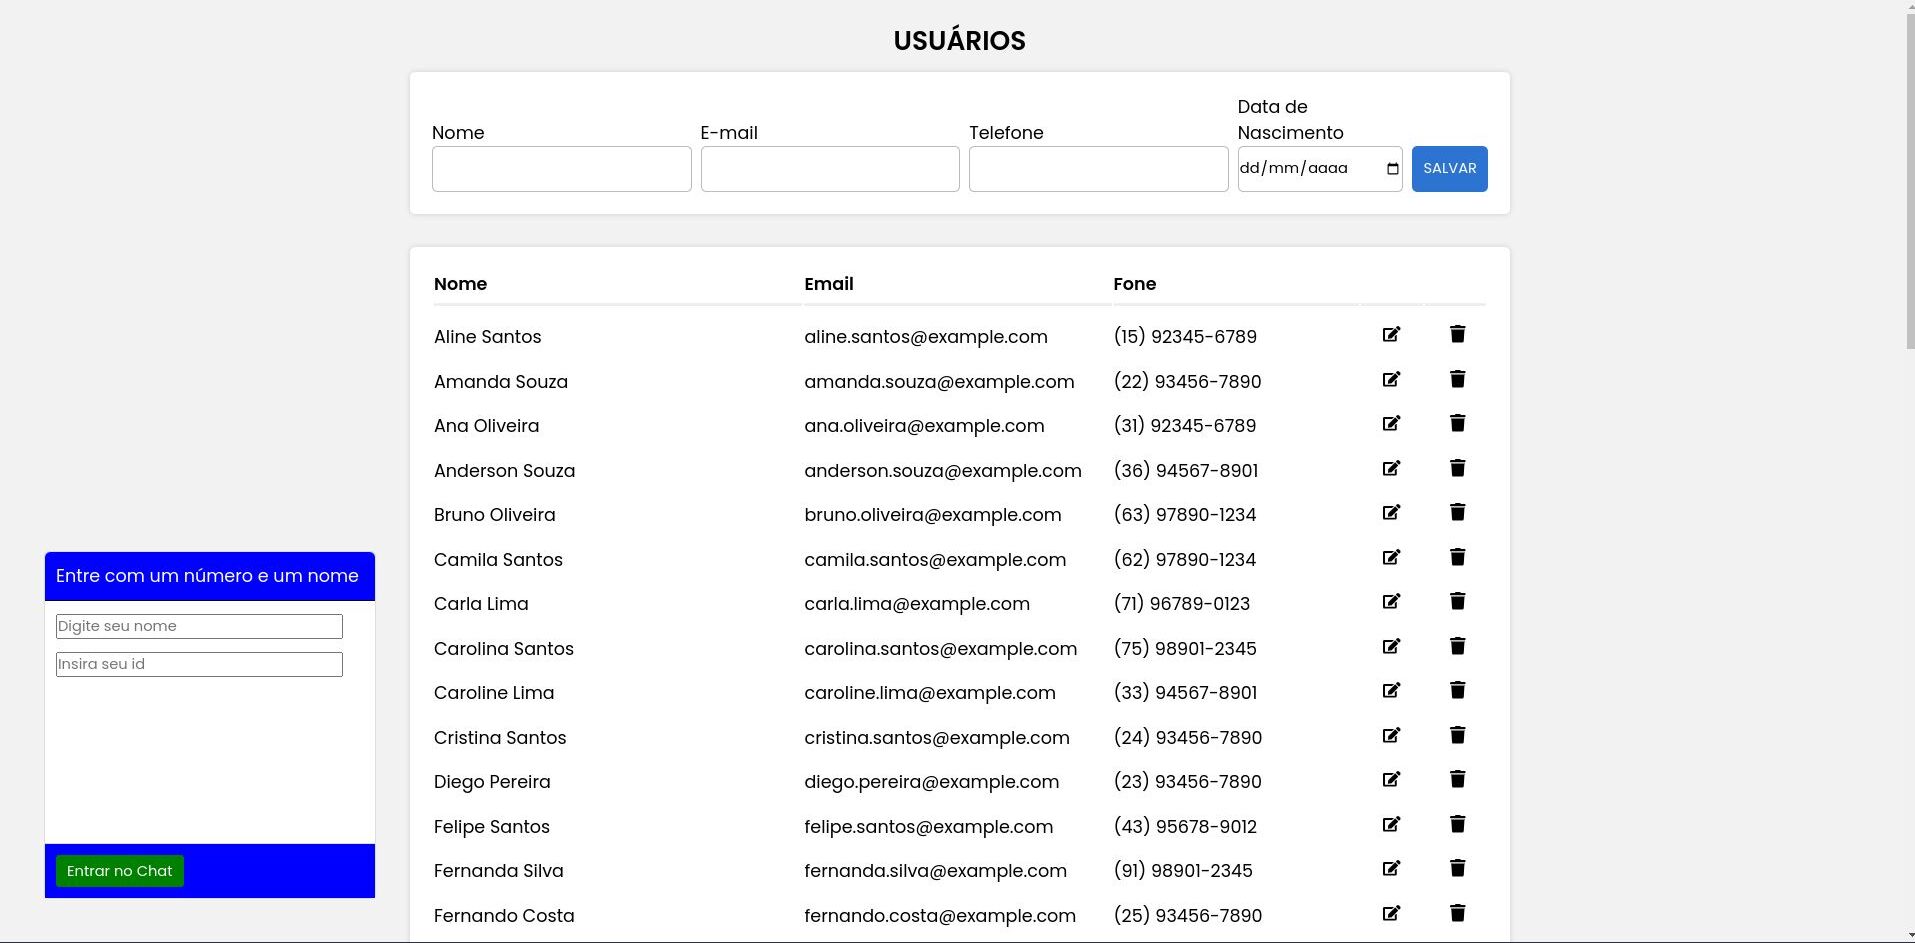 USUÁRIOS
Nome E-mail Telefone Data de Nascimento
dd/mm/aaaa SALVAR
Nome Email Fone
Aline Santos aline.santos@example.com (15) 92345-6789
Amanda Souza amanda.souza@example.com (22) 93456-7890
Ana Oliveira ana.oliveira@example.com (31) 92345-6789
Anderson Souza anderson.souza@example.com (36) 94567-8901
Bruno Oliveira bruno.oliveira@example.com (63) 97890-1234
Camila Santos camila.santos@example.com (62) 97890-1234
Carla Lima carla.lima@example.com (71) 96789-0123
Carolina Santos carolina.santos@example.com (75) 98901-2345
Caroline Lima caroline.lima@example.com (33) 94567-8901
Cristina Santos cristina.santos@example.com (24) 93456-7890
Diego Pereira diego.pereira@example.com (23) 93456-7890
Felipe Santos felipe.santos@example.com (43) 95678-9012
Fernanda Silva fernanda.silva@example.com (91) 98901-2345
Fernando Costa fernando.costa@example.com (25) 93456-7890
Entre com um número e um nome
Digite seu nome
Insira seu id
Entrar no Chat